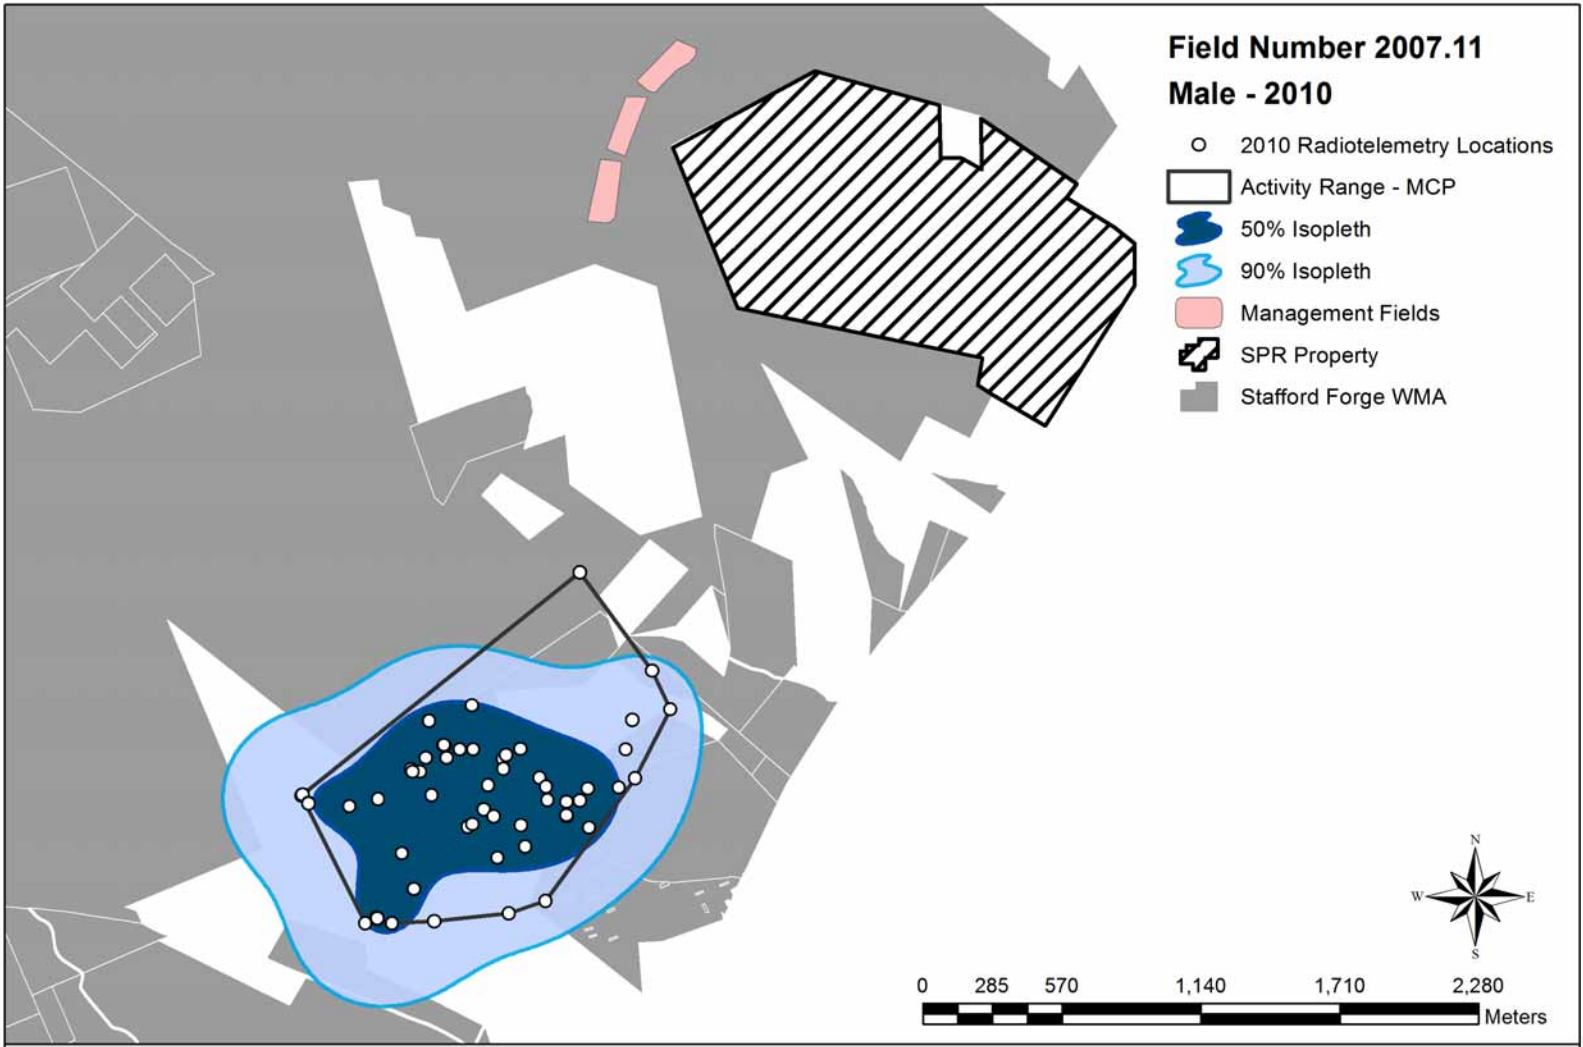 Field Number 2007.11
Male - 2010
2010 Radiotelemetry Locations
Activity Range - MCP
50% Isopleth
90% Isopleth
Management Fields
SPR Property
Stafford Forge WMA
N
W E
S
0 285 570 1,140 1,710 2,280
Meters